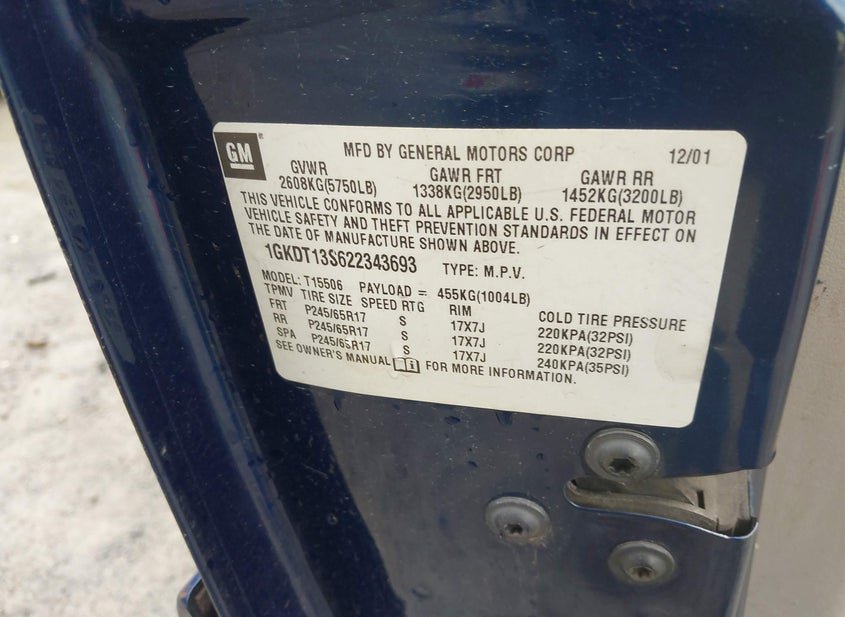 GM
MFD BY GENERAL MOTORS CORP 12/01
GVWR GAWR FRT GAWR RR
2608KG(5750LB) 1338KG(2950LB) 1452KG(3200LB)
THIS VEHICLE CONFORMS TO ALL APPLICABLE U.S. FEDERAL MOTOR
VEHICLE SAFETY AND THEFT PREVENTION STANDARDS IN EFFECT ON
THE DATE OF MANUFACTURE SHOWN ABOVE.
1GKDT13S622343693 TYPE: M.P.V.
MODEL: T15506 PAYLOAD = 455KG(1004LB)
TPMV TIRE SIZE SPEED RTG RIM COLD TIRE PRESSURE
FRT P245/65R17 S 17X7J 220KPA(32PSI)
RR P245/65R17 S 17X7J 220KPA(32PSI)
SPA P245/65R17 S 17X7J 240KPA(35PSI)
SEE OWNER'S MANUAL FOR MORE INFORMATION.